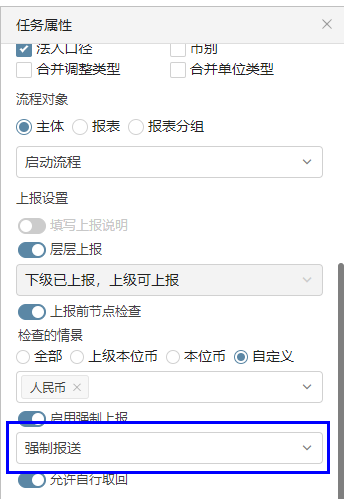 任务属性
法人口径 币别
合并调整类型 合并单位类型
流程对象
主体 报表 报表分组
启动流程
上报设置
填写上报说明
层层上报
下级已上报，上级可上报
上报前节点检查
检查的情景
全部 上级本位币 本位币 自定义
人民币
启用强制上报
强制报送
允许自行取回